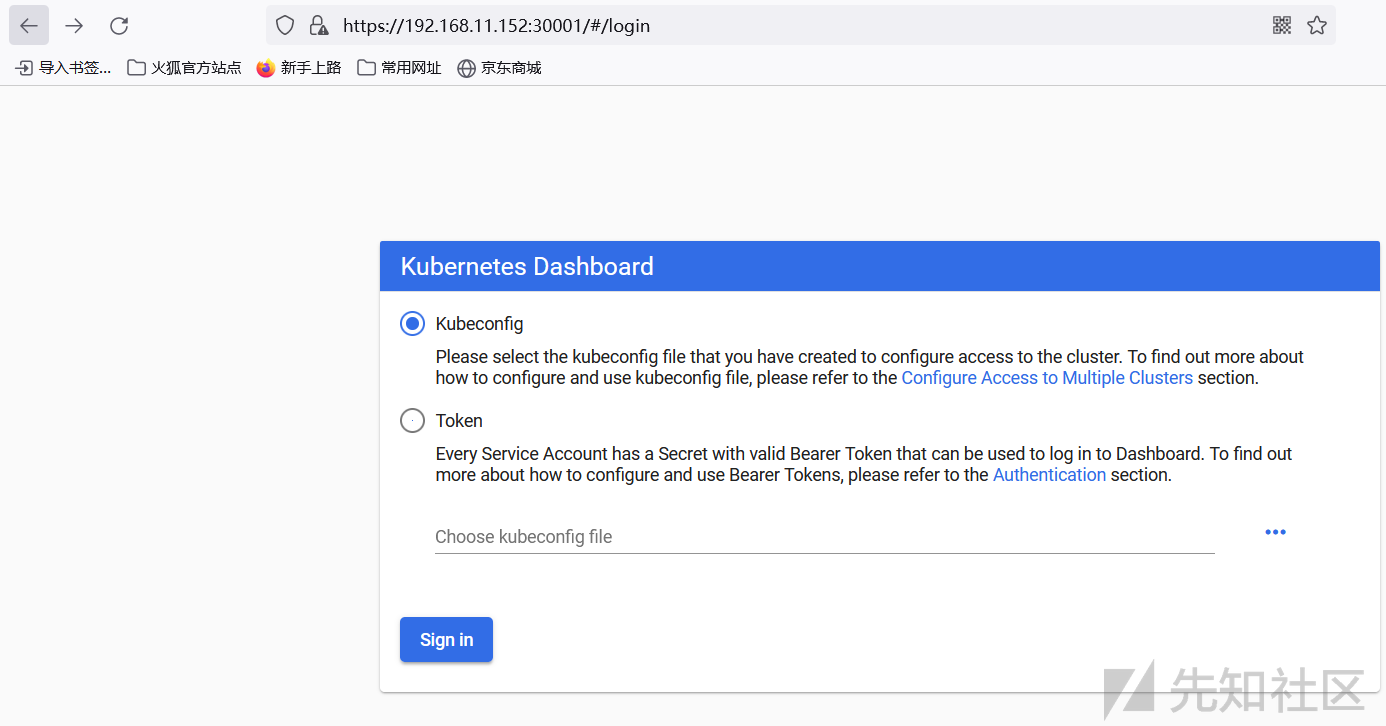 https://192.168.11.152:30001/#/login
导入书签... 火狐官方站点 新手上路 常用网址 京东商城
Kubernetes Dashboard
Kubeconfig
Please select the kubeconfig file that you have created to configure access to the cluster. To find out more about
how to configure and use kubeconfig file, please refer to the Configure Access to Multiple Clusters section.
Token
Every Service Account has a Secret with valid Bearer Token that can be used to log in to Dashboard. To find out
more about how to configure and use Bearer Tokens, please refer to the Authentication section.
Choose kubeconfig file
Sign in
先知社区